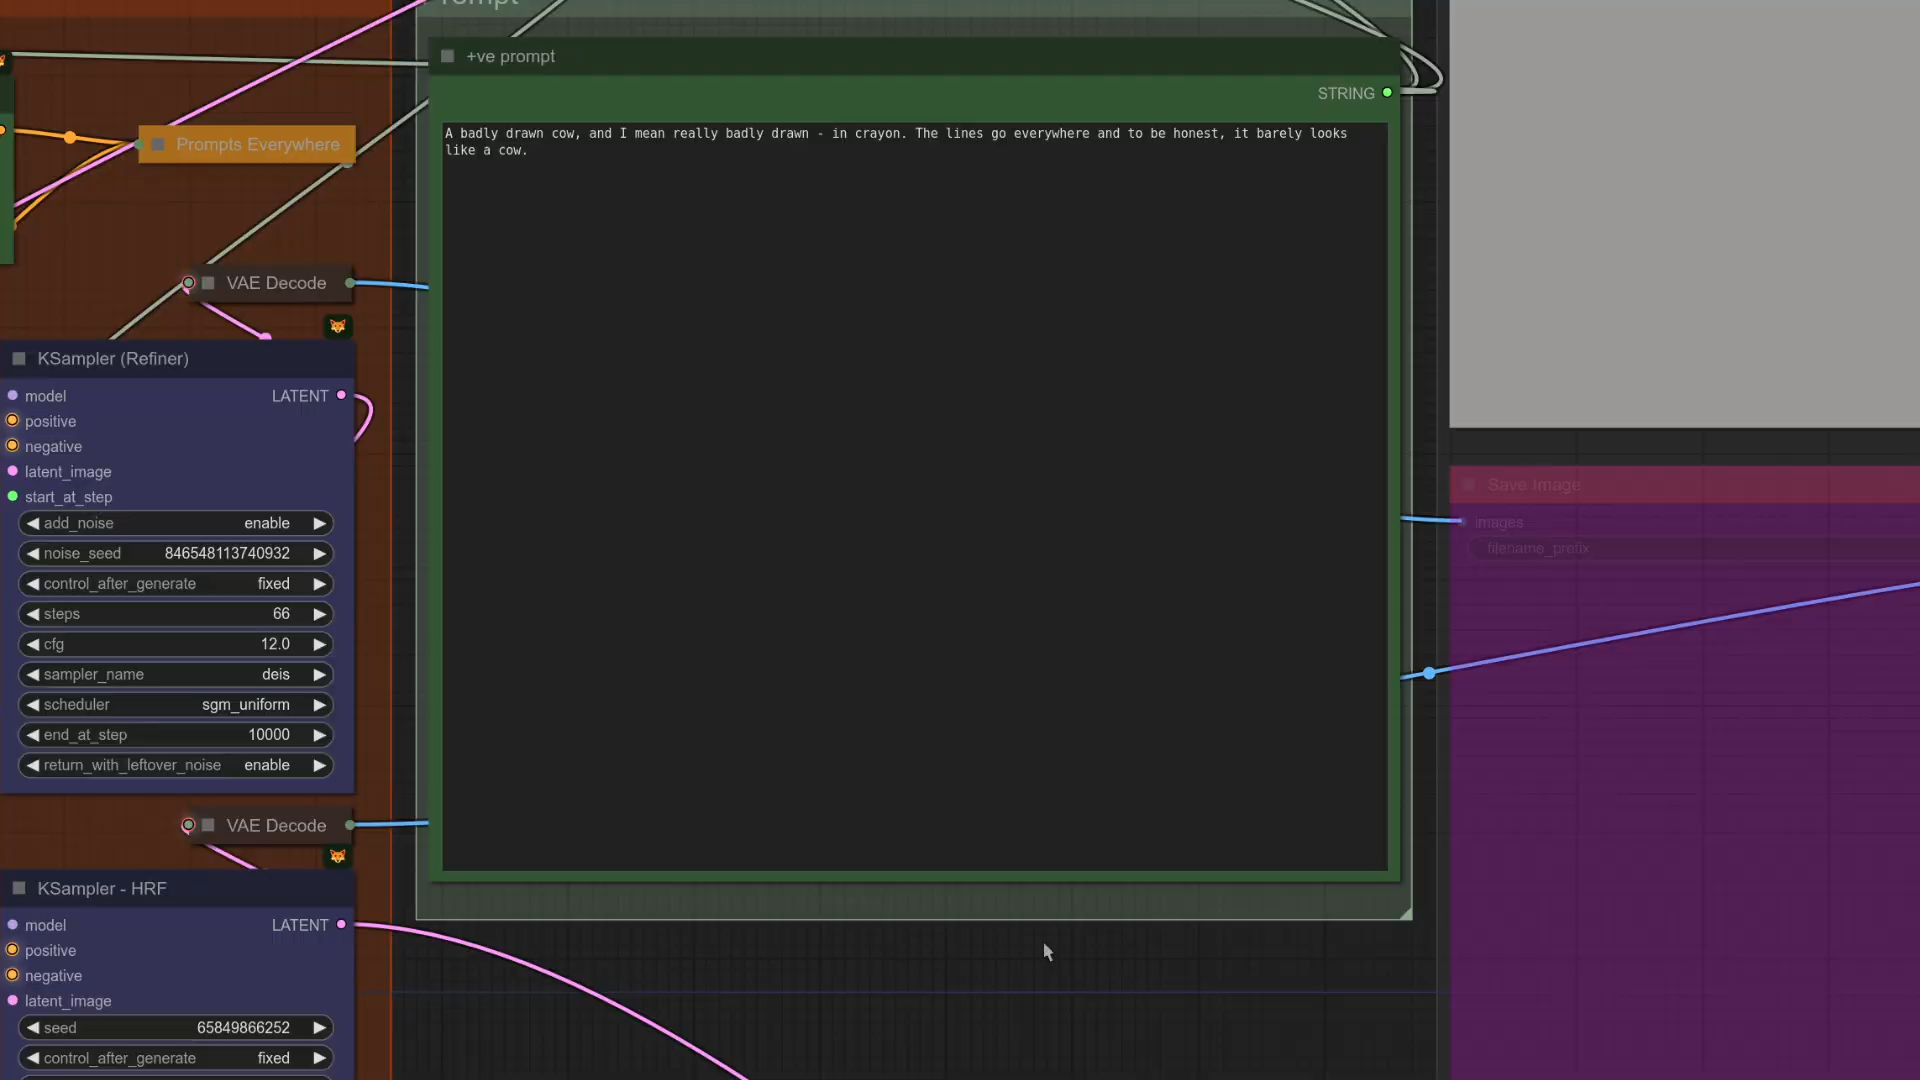 +ve prompt
STRING
A badly drawn cow, and I mean really badly drawn - in crayon. The lines go everywhere and to be honest, it barely looks
like a cow.
Prompts Everywhere
VAE Decode
KSampler (Refiner)
model
LATENT
positive
negative
latent_image
start_at_step
add_noise enable
noise_seed 846548113740932
control_after_generate fixed
steps 66
cfg 12.0
sampler_name deis
scheduler sgm_uniform
end_at_step 10000
return_with_leftover_noise enable
VAE Decode
KSampler - HRF
model
LATENT
positive
negative
latent_image
seed 65849866252
control_after_generate fixed
Save Image
images
filename_prefix